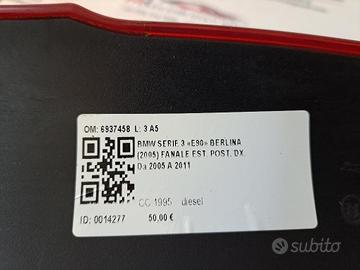 OM: 6937458 L: 3 A5
BMW SERIE 3 «E90» BERLINA
(2005) FANALE EST. POST. DX.
Da 2005 A 2011
CC 1995 diesel
ID: 0014277 50,00 €
subito